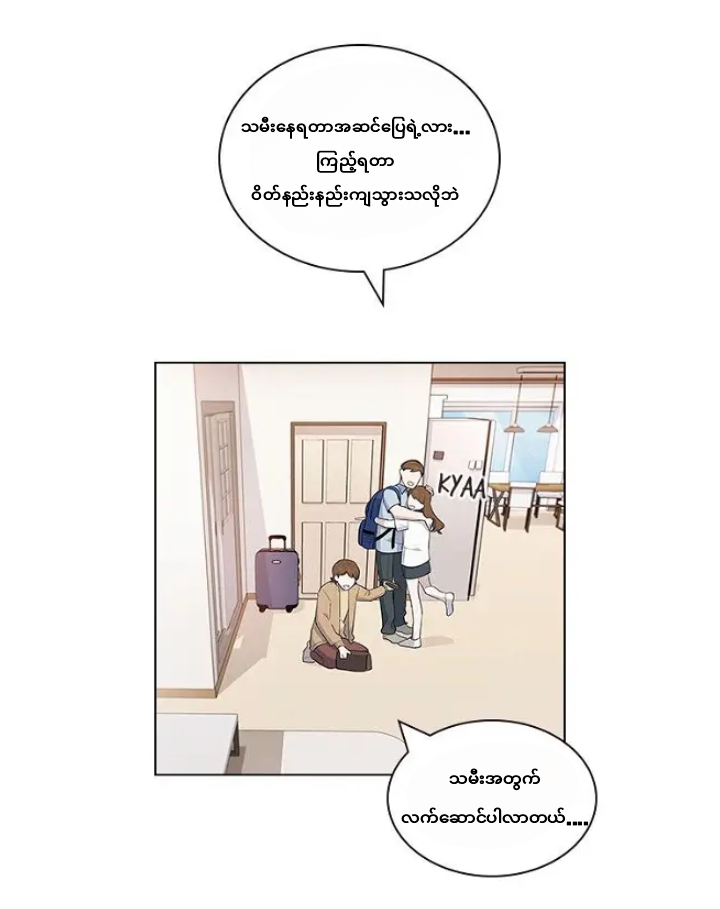 သမီးနေရတာအဆင်ပြေရဲ့လား...
ကြည့်ရတာ
ဝိတ်နည်းနည်းကျသွားသလိုဘဲ
KYAA
သမီးအတွက်
လက်ဆောင်ပါလာတယ်....